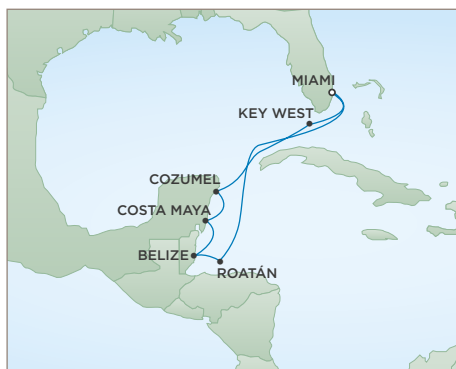 MIAMI
KEY WEST
COZUMEL
COSTA MAYA
BELIZE
ROATÁN